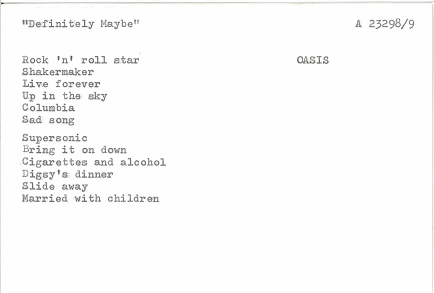 "Definitely Maybe" A 23298/9
Rock 'n' roll star OASIS
Shakermaker
Live forever
Up in the sky
Columbia
Sad song
Supersonic
Bring it on down
Cigarettes and alcohol
Digsy's dinner
Slide away
Married with children